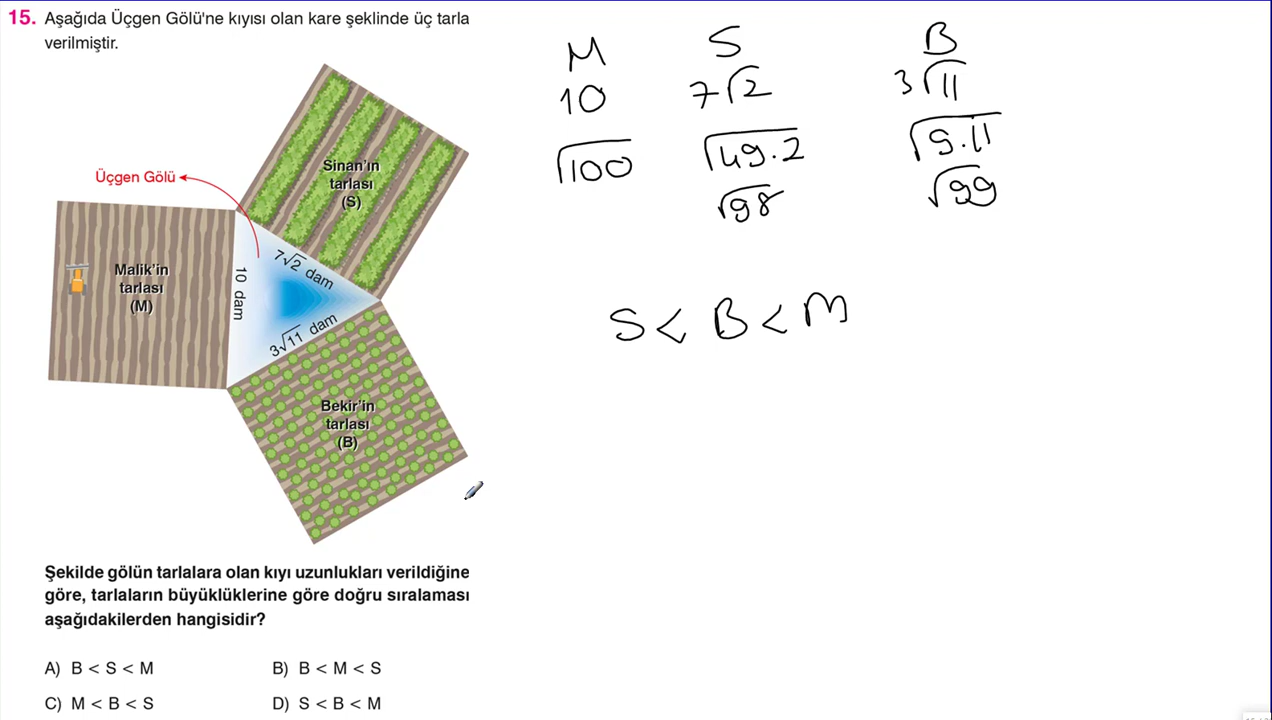 15. Aşağıda Üçgen Gölü'ne kıyısı olan kare şeklinde üç tarla
verilmiştir.
Üçgen Gölü
Sinan'ın
tarlası
(S)
Malik'in
tarlası
(M)
7√2 dam
10 dam
3√11 dam
Bekir'in
tarlası
(B)
Şekilde gölün tarlalara olan kıyı uzunlukları verildiğine
göre, tarlaların büyüklüklerine göre doğru sıralaması
aşağıdakilerden hangisidir?
A) B < S < M
B) B < M < S
C) M < B < S
D) S < B < M
M S B
10 7√2 3√11
√100 √49.2 √9.11
√98 √99
S < B < M